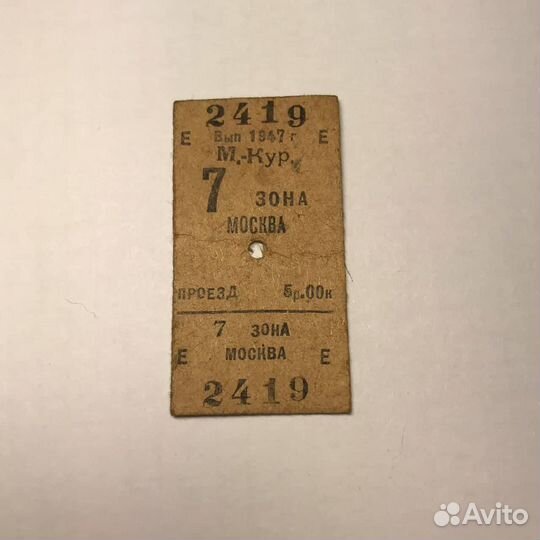 2419
Е Вып 1947 г Е
М.-Кур.
7 ЗОНА
МОСКВА
ПРОЕЗД 5р.00к
7 ЗОНА
Е МОСКВА Е
2419
Avito